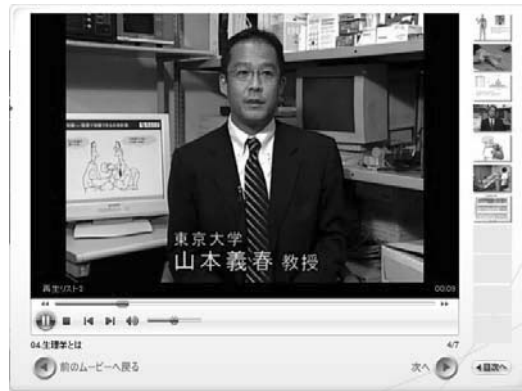 東京大学
山本義春 教授
再生リスト3
00:09
04.生理学とは
4/7
前のムービーへ戻る
次へ
目次へ